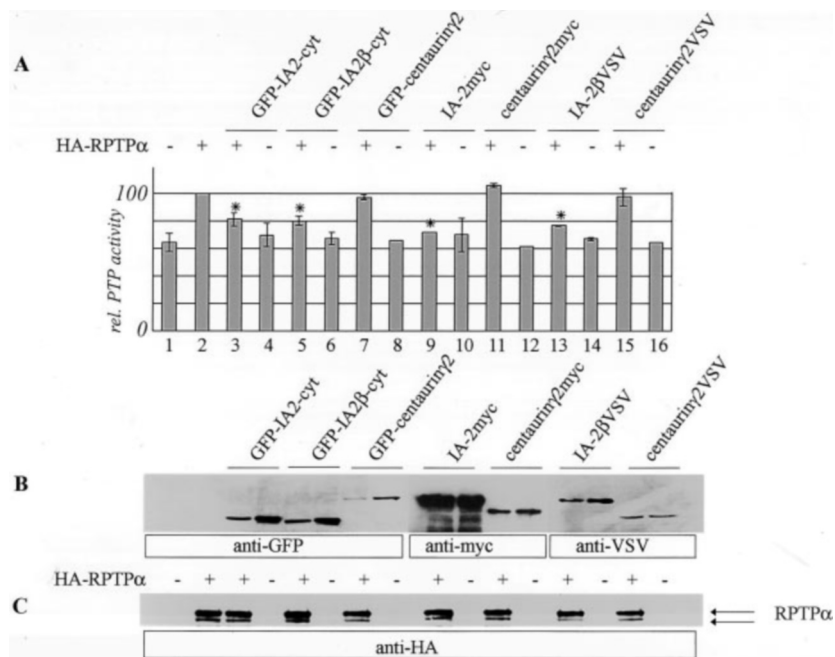 A
GFP-IA2-cyt
GFP-IA2β-cyt
GFP-centaurinγ2
IA-2myc
centaurinγ2myc
IA-2βVSV
centaurinγ2VSV
HA-RPTPα - + + - + - + - + - + - + - + -
rel. PTP activity
100
0
* * * *
1 2 3 4 5 6 7 8 9 10 11 12 13 14 15 16
GFP-IA2-cyt
GFP-IA2β-cyt
GFP-centaurinγ2
IA-2myc
centaurinγ2myc
IA-2βVSV
centaurinγ2VSV
B
anti-GFP anti-myc anti-VSV
HA-RPTPα - + + - + - + - + - + - + - + -
C
RPTPα
anti-HA